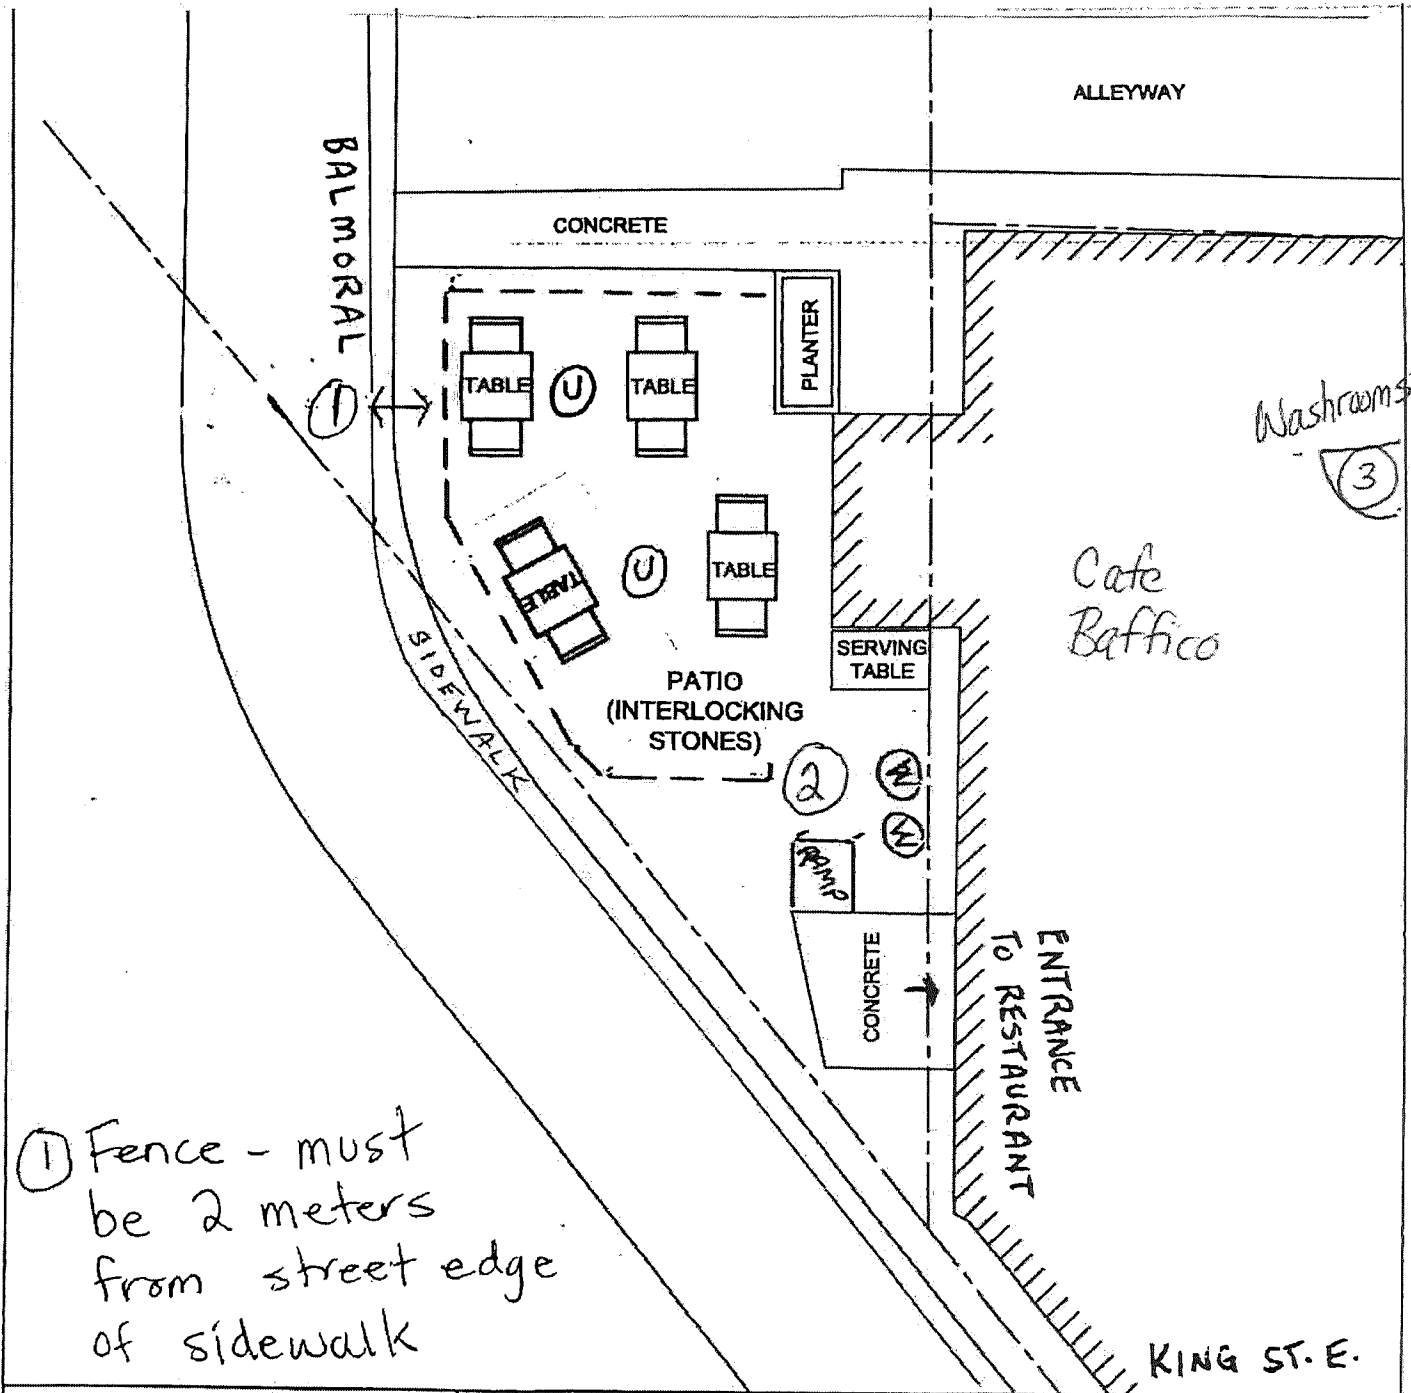 ALLEYWAY
BALMORAL
CONCRETE
PLANTER
TABLE
U
TABLE
1
Washrooms
3
TABLE
U
TABLE
Cafe
Baffico
SIDEWALK
SERVING
TABLE
PATIO
(INTERLOCKING
STONES)
2
W
W
RAMP
CONCRETE
ENTRANCE
TO RESTAURANT
1 Fence - must
be 2 meters
from street edge
of sidewalk
KING ST. E.